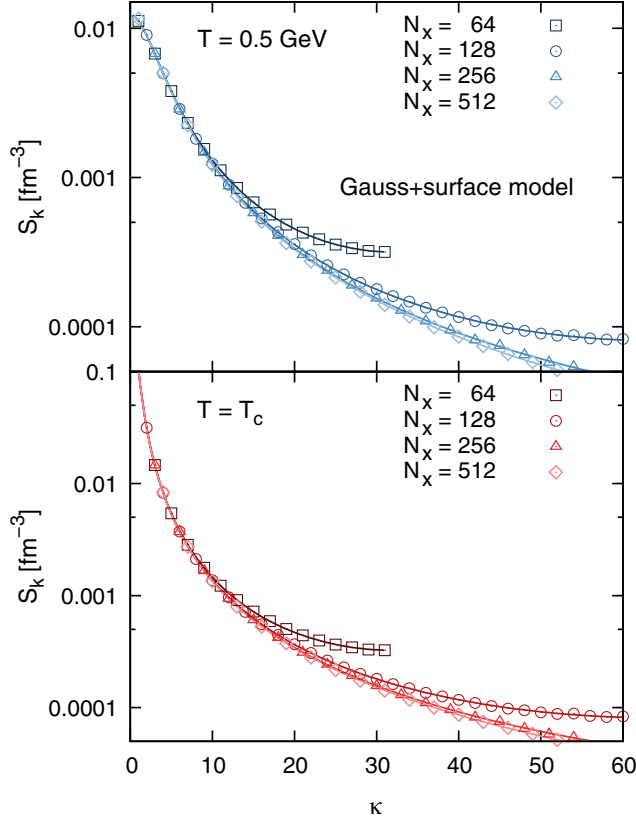 0.01
0.001
0.0001
S_k [fm^−3]
T = 0.5 GeV
N_x = 64
N_x = 128
N_x = 256
N_x = 512
Gauss+surface model
0.1
0.01
0.001
0.0001
S_k [fm^−3]
T = T_c
N_x = 64
N_x = 128
N_x = 256
N_x = 512
0 10 20 30 40 50 60
κ